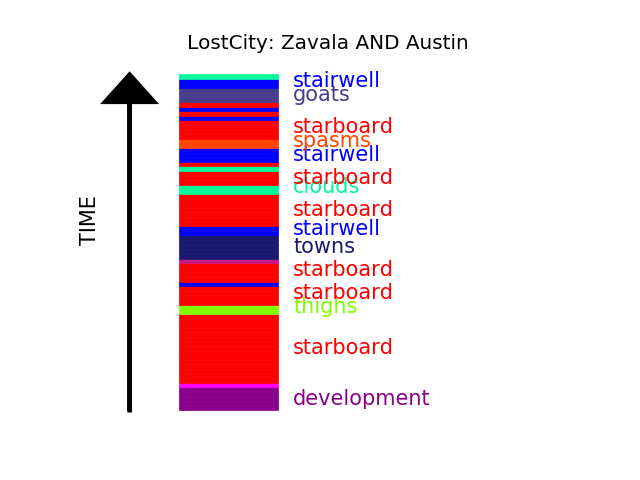 LostCity: Zavala AND Austin
stairwell
goats
starboard
spasms
stairwell
starboard
clouds
starboard
stairwell
towns
starboard
starboard
thighs
starboard
development
TIME